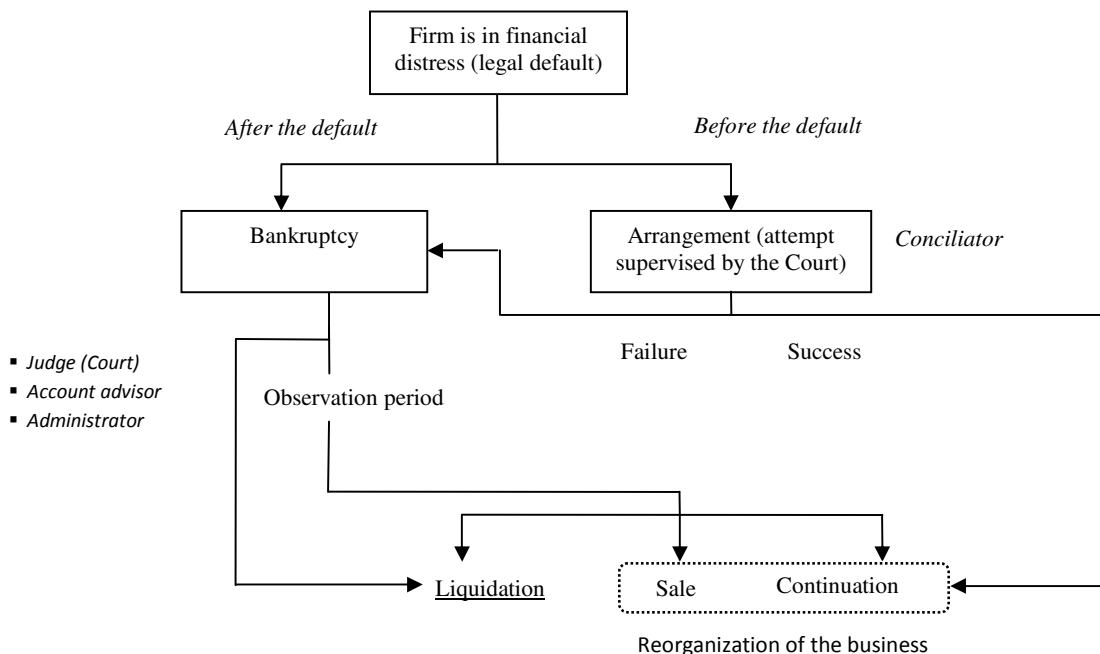 Firm is in financial
distress (legal default)
After the default
Before the default
Bankruptcy
Arrangement (attempt
supervised by the Court)
Conciliator
Failure
Success
▪ Judge (Court)
▪ Account advisor
▪ Administrator
Observation period
Liquidation
Sale
Continuation
Reorganization of the business